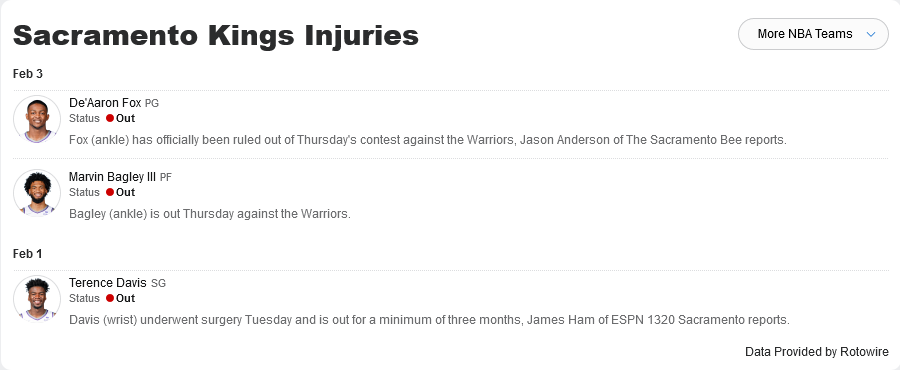 Sacramento Kings Injuries
More NBA Teams
Feb 3
De'Aaron Fox PG
Status Out
Fox (ankle) has officially been ruled out of Thursday's contest against the Warriors, Jason Anderson of The Sacramento Bee reports.
Marvin Bagley III PF
Status Out
Bagley (ankle) is out Thursday against the Warriors.
Feb 1
Terence Davis SG
Status Out
Davis (wrist) underwent surgery Tuesday and is out for a minimum of three months, James Ham of ESPN 1320 Sacramento reports.
Data Provided by Rotowire